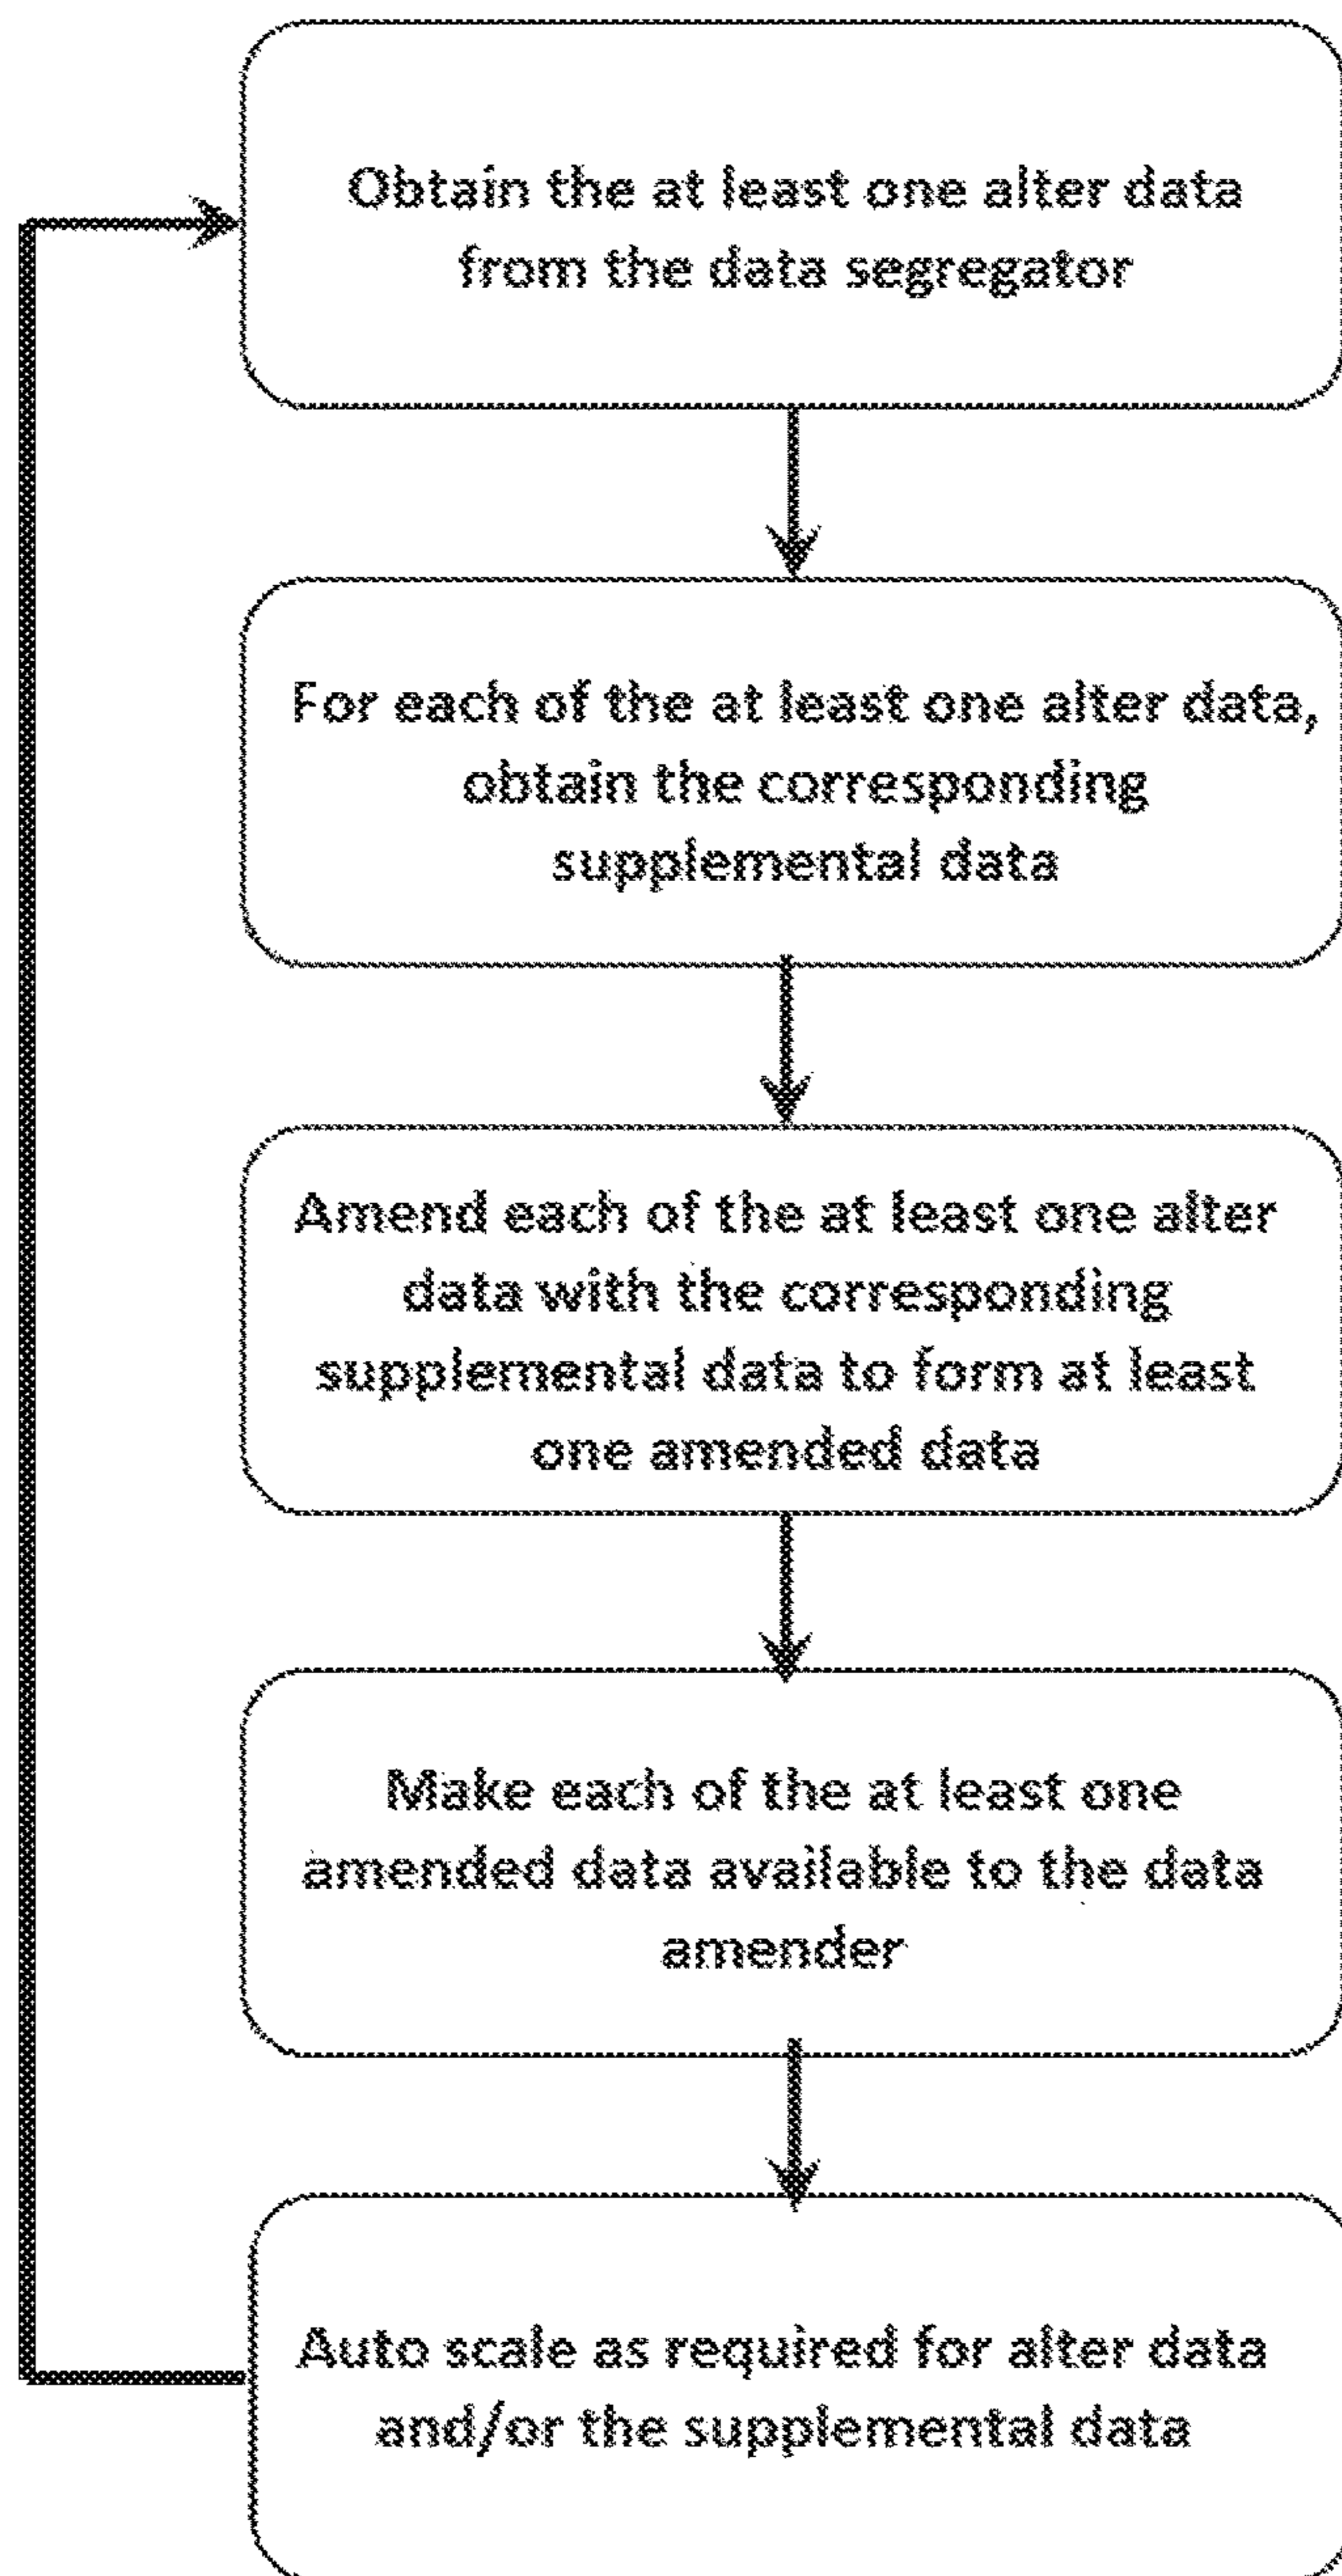 Obtain the at least one alter data
from the data segregator
For each of the at least one alter data,
obtain the corresponding
supplemental data
Amend each of the at least one alter
data with the corresponding
supplemental data to form at least
one amended data
Make each of the at least one
amended data available to the data
amender
Auto scale as required for alter data
and/or the supplemental data